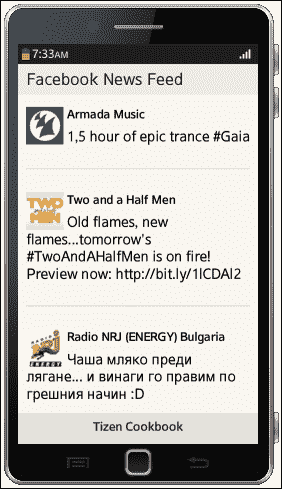 7:33AM
Facebook News Feed
Armada Music
1,5 hour of epic trance #Gaia
TWO AND A HALF MEN
Two and a Half Men
Old flames, new
flames...tomorrow's
#TwoAndAHalfMen is on fire!
Preview now: http://bit.ly/1lCDAl2
RADIO NRJ ENERGY
Radio NRJ (ENERGY) Bulgaria
Чаша мляко преди
лягане... и винаги го правим по
грешния начин :D
Tizen Cookbook